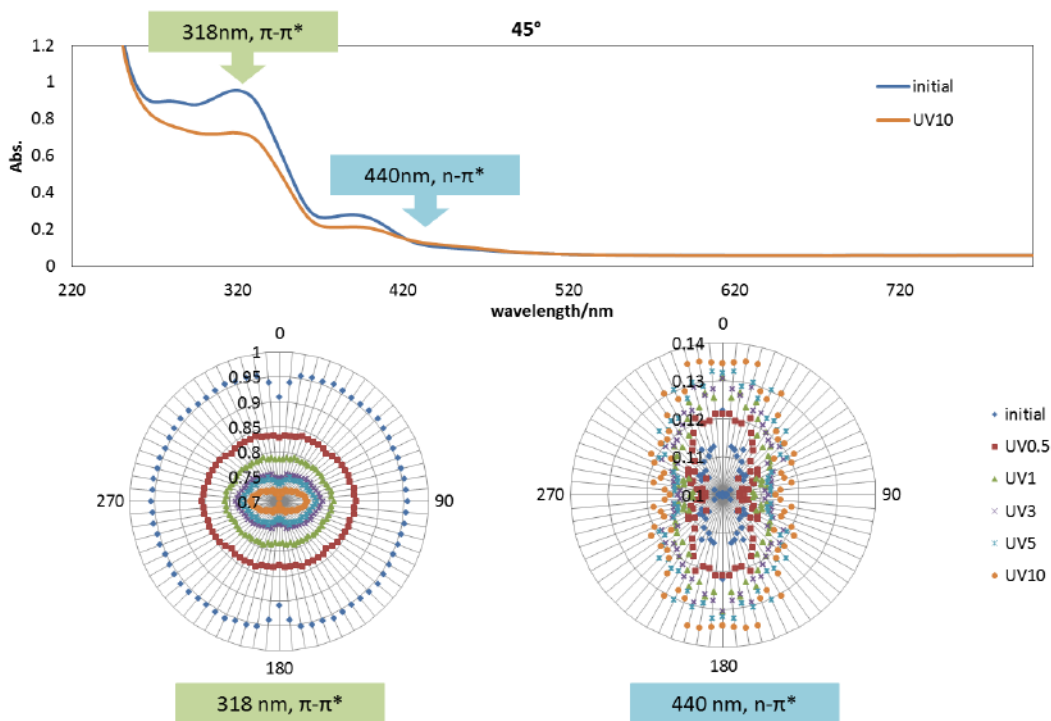 318nm, π-π*
45°
1.2
1
0.8
0.6
0.4
0.2
0
Abs.
initial
UV10
440nm, n-π*
220
320
420
520
620
720
wavelength/nm
0
1
0.95
0.9
0.85
0.8
0.75
0.7
270
90
180
318 nm, π-π*
0
0.14
0.13
0.12
0.11
0.1
270
90
180
440 nm, n-π*
initial
UV0.5
UV1
UV3
UV5
UV10